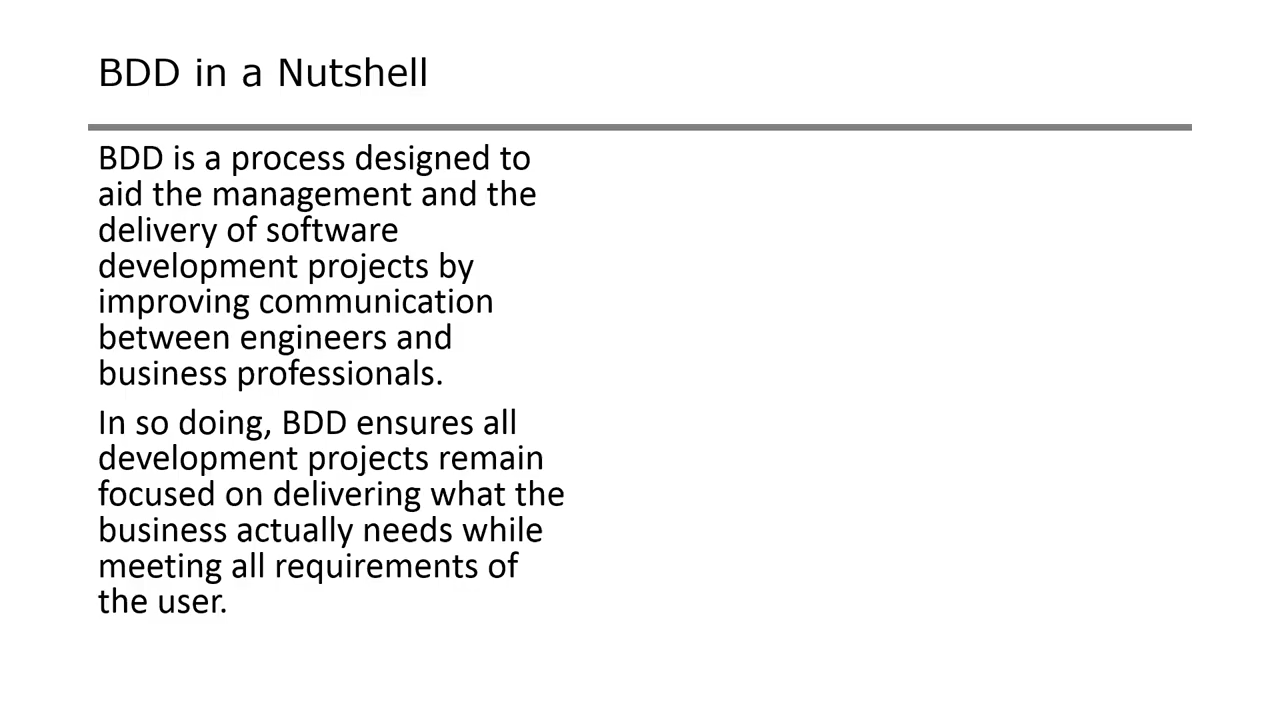 BDD in a Nutshell
BDD is a process designed to
aid the management and the
delivery of software
development projects by
improving communication
between engineers and
business professionals.
In so doing, BDD ensures all
development projects remain
focused on delivering what the
business actually needs while
meeting all requirements of
the user.